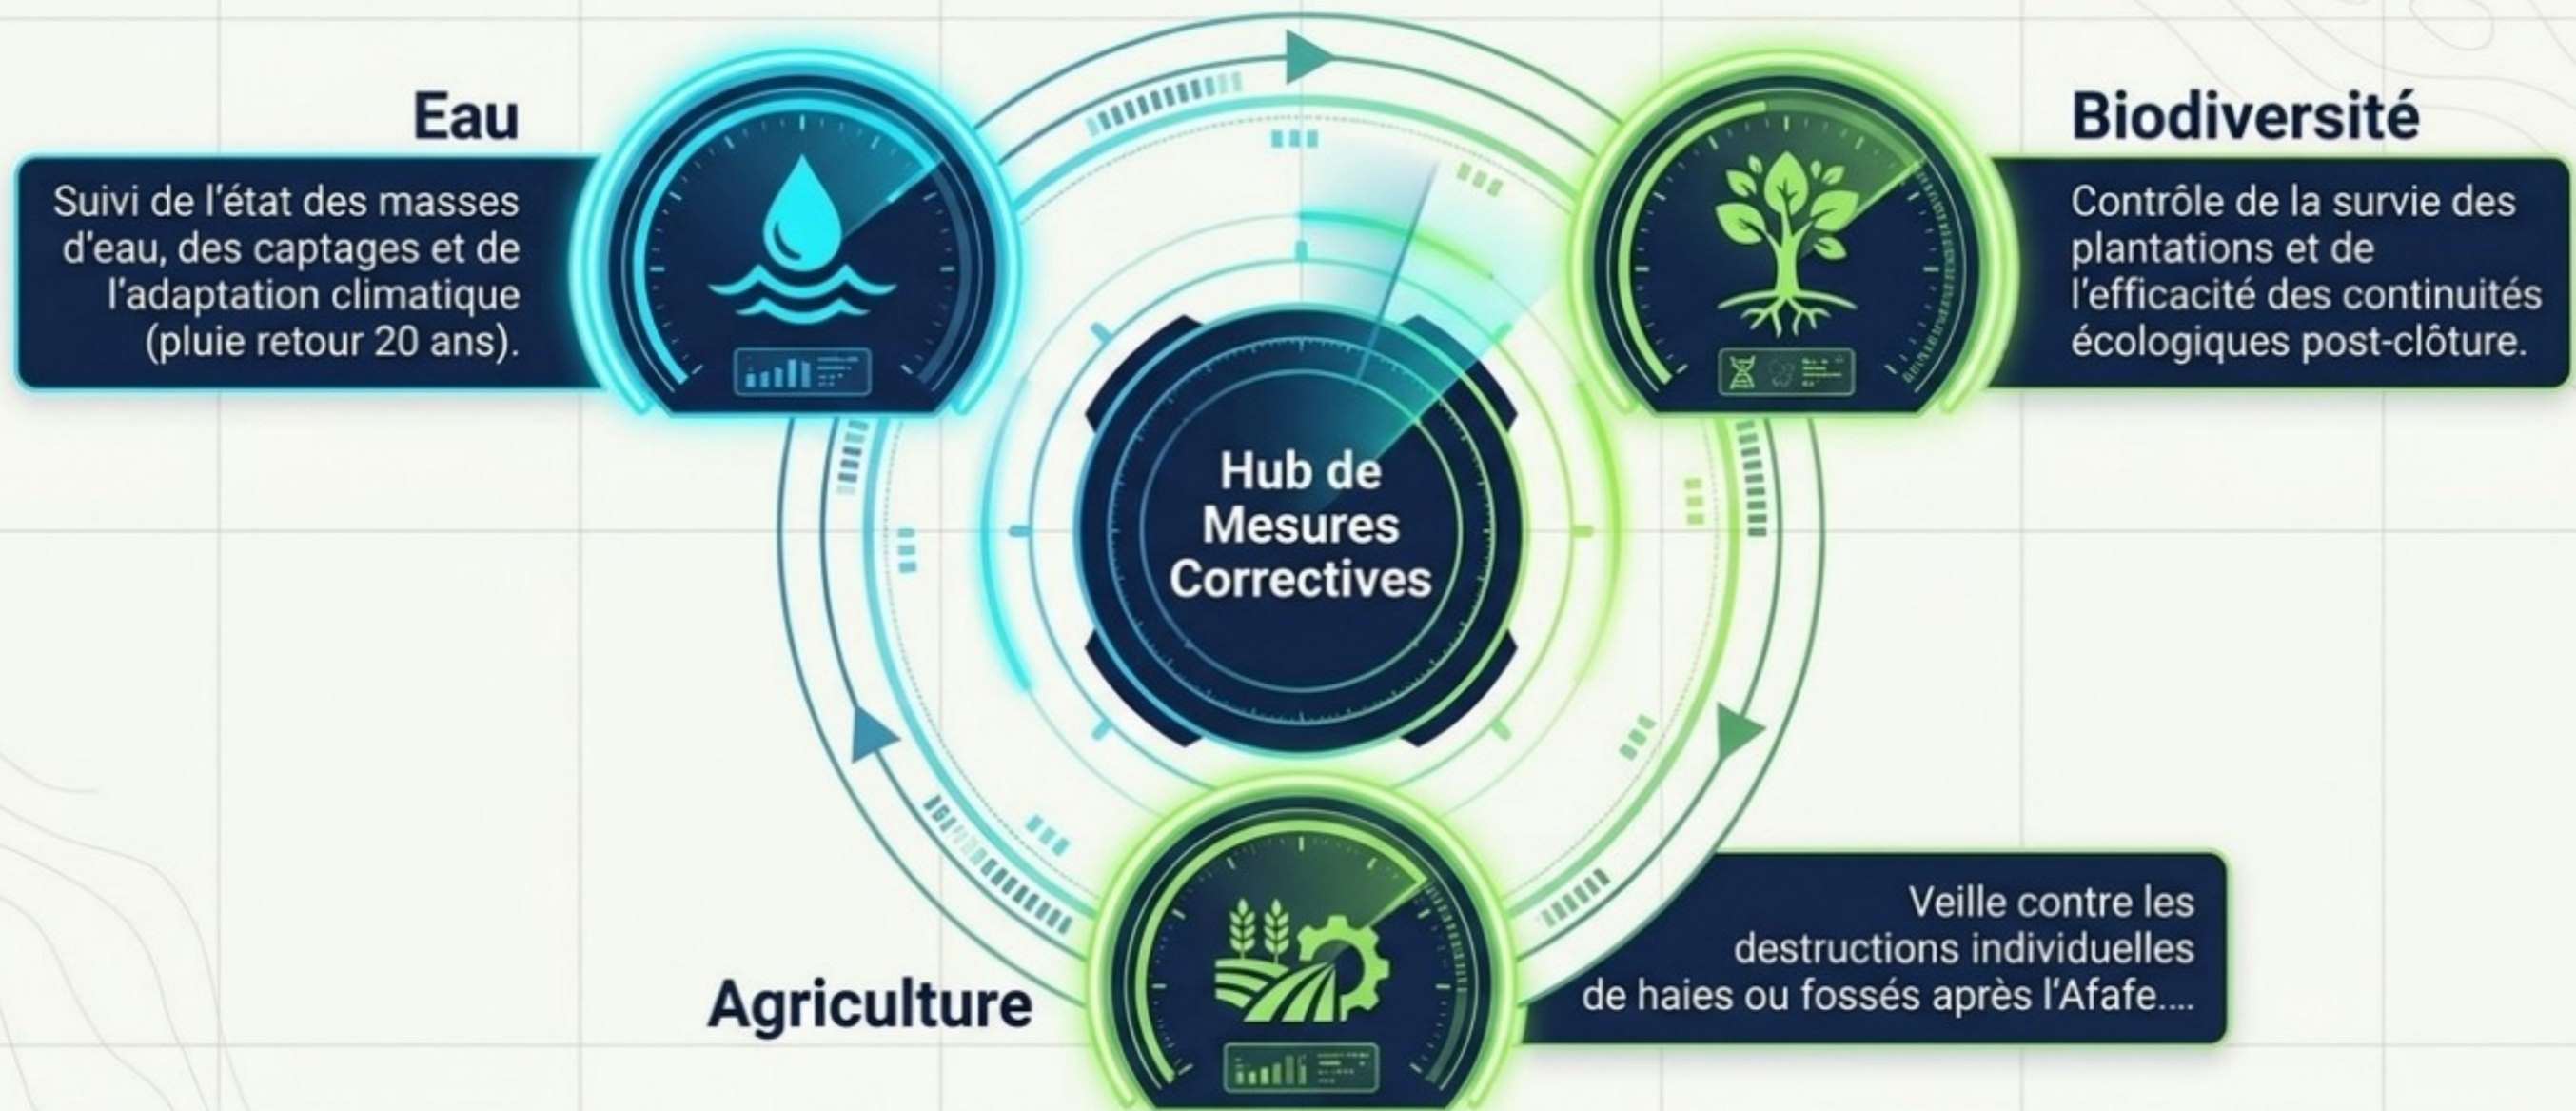 Eau
Suivi de l'état des masses
d'eau, des captages et de
l'adaptation climatique
(pluie retour 20 ans).
Biodiversité
Contrôle de la survie des
plantations et de
l'efficacité des continuités
écologiques post-clôture.
Hub de
Mesures
Correctives
Agriculture
Veille contre les
destructions individuelles
de haies ou fossés après l'Afafe....